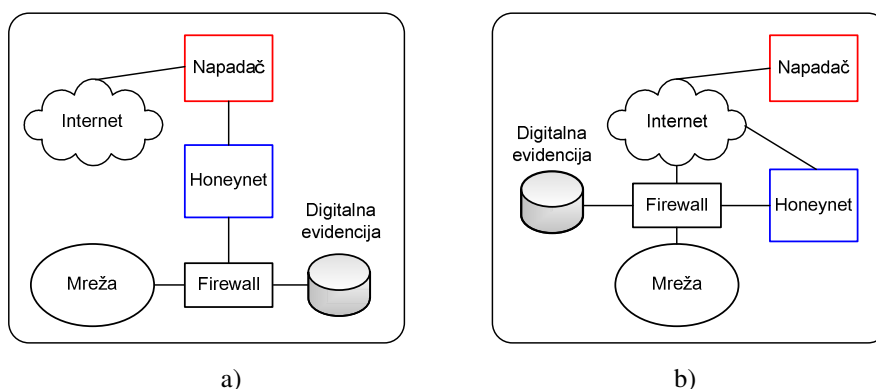 Napadač
Internet
Honeynet
Digitalna
evidencija
Mreža
Firewall
a)
Napadač
Internet
Digitalna
evidencija
Firewall
Honeynet
Mreža
b)